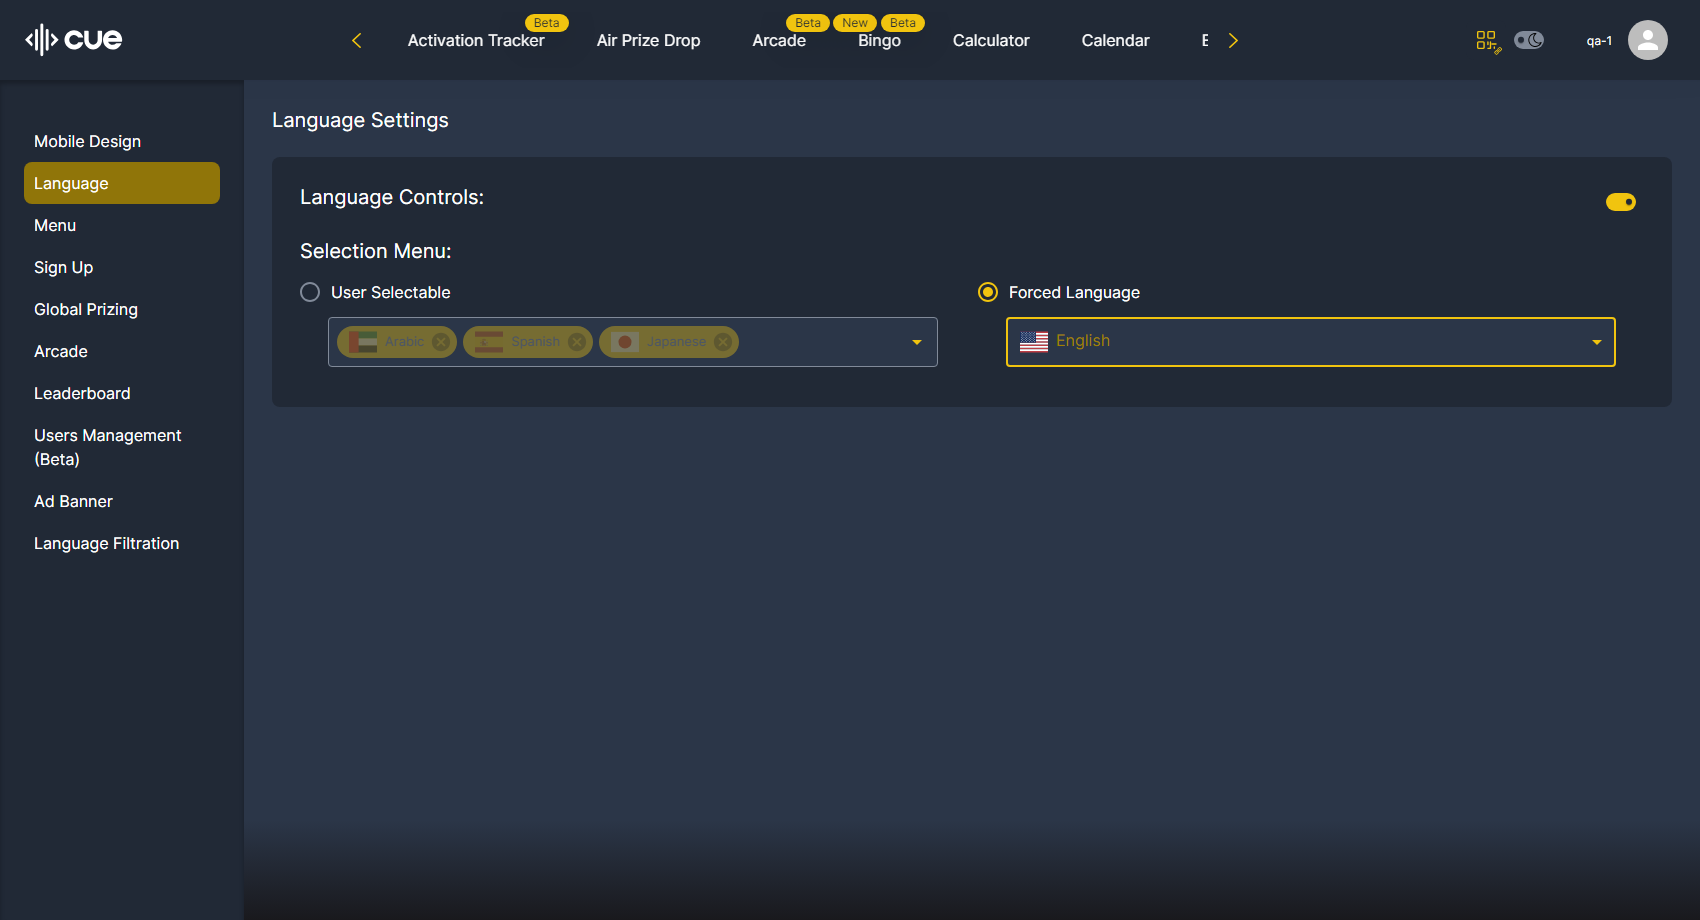 cue
Beta
Beta
New
Beta
Activation Tracker
Air Prize Drop
Arcade
Bingo
Calculator
Calendar
qa-1
Mobile Design
Language
Menu
Sign Up
Global Prizing
Arcade
Leaderboard
Users Management
(Beta)
Ad Banner
Language Filtration
Language Settings
Language Controls:
Selection Menu:
User Selectable
Arabic
Spanish
Japanese
Forced Language
English